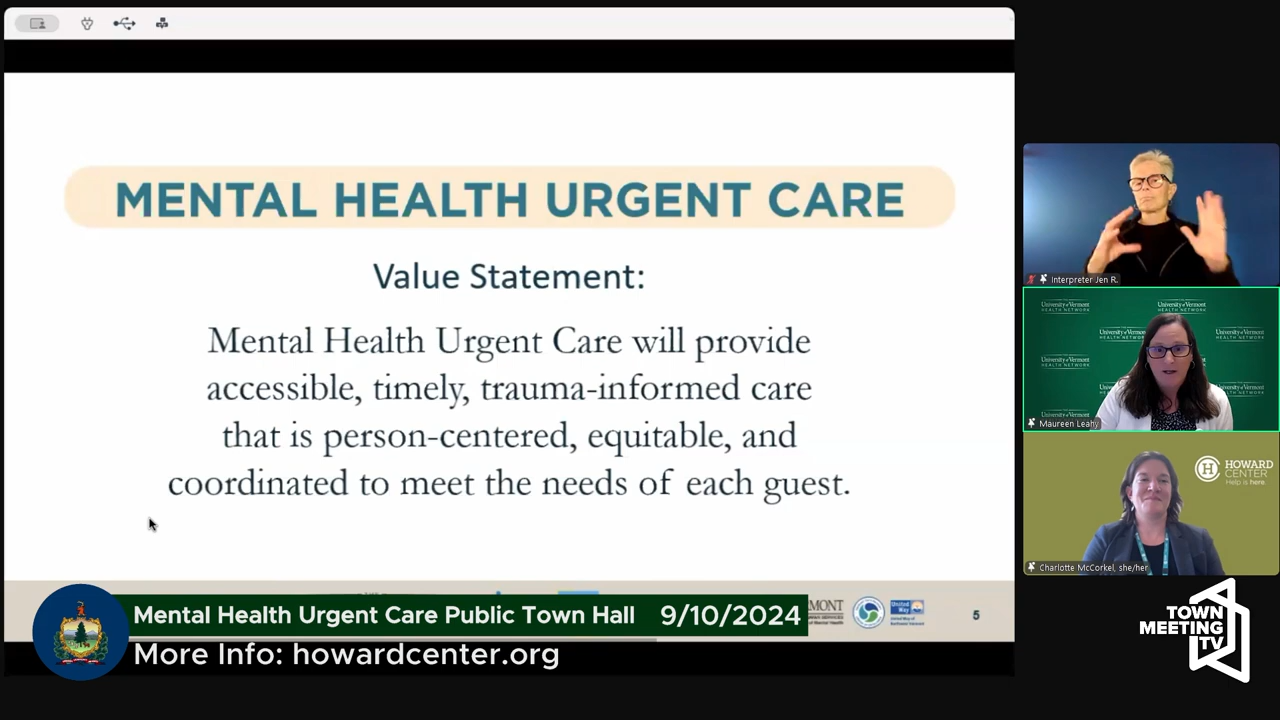 MENTAL HEALTH URGENT CARE
Value Statement:
Mental Health Urgent Care will provide
accessible, timely, trauma-informed care
that is person-centered, equitable, and
coordinated to meet the needs of each guest.
5
Mental Health Urgent Care Public Town Hall 9/10/2024
More Info: howardcenter.org
Interpreter Jen R.
University of Vermont
HEALTH NETWORK
Maureen Leahy
HOWARD
CENTER
Help is here.
Charlotte McCorkel, she/her
United
Way
TOWN
MEETING
TV